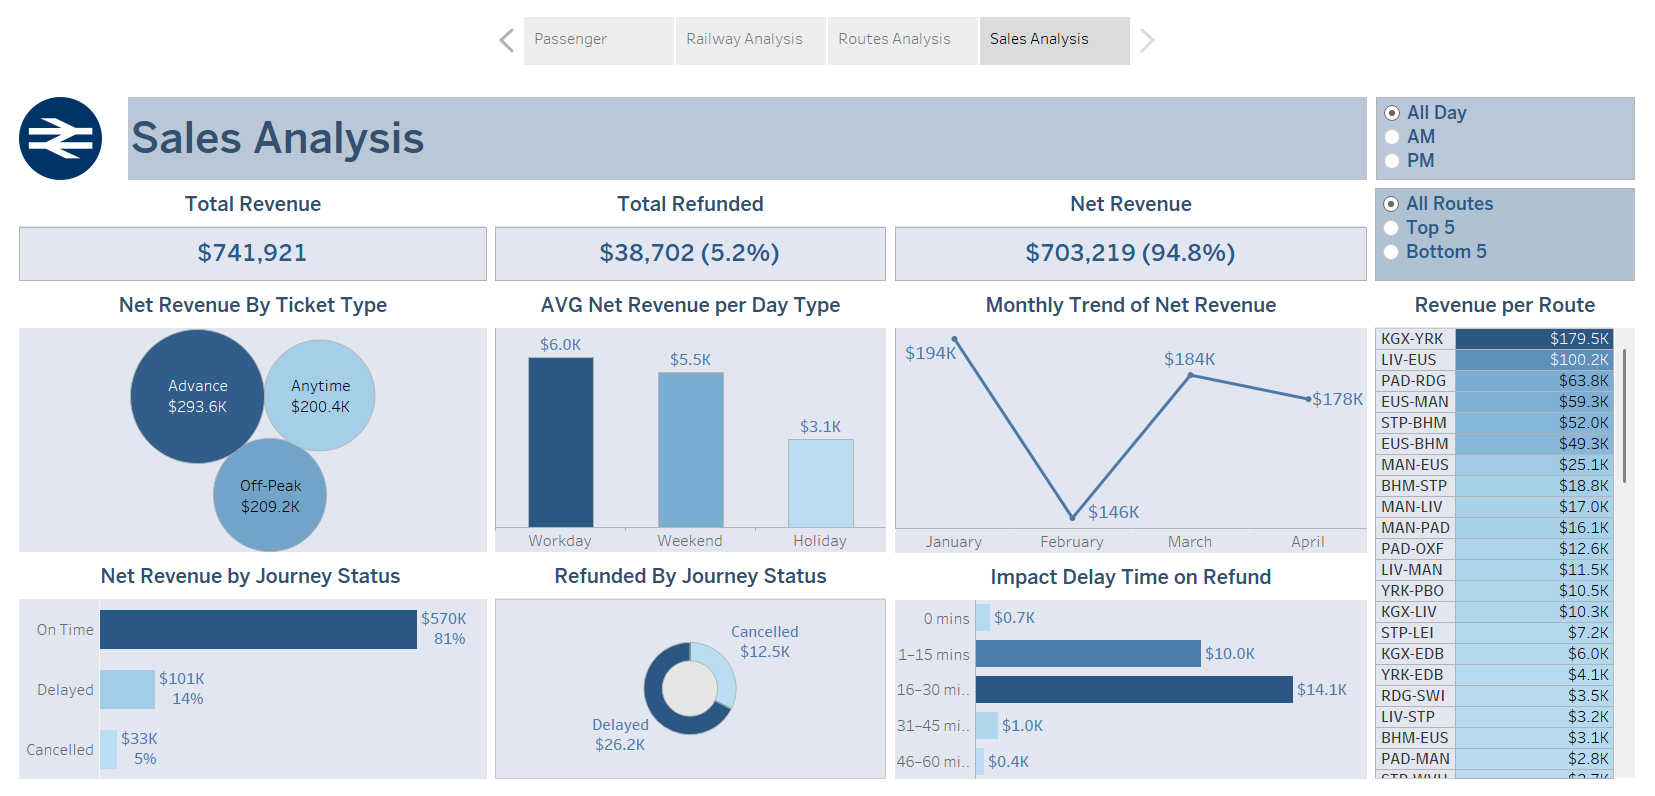 Passenger
Railway Analysis
Routes Analysis
Sales Analysis
Sales Analysis
All Day
AM
PM
Total Revenue
$741,921
Total Refunded
$38,702 (5.2%)
Net Revenue
$703,219 (94.8%)
All Routes
Top 5
Bottom 5
Net Revenue By Ticket Type
Advance
$293.6K
Anytime
$200.4K
Off-Peak
$209.2K
AVG Net Revenue per Day Type
$6.0K
$5.5K
$3.1K
Workday
Weekend
Holiday
Monthly Trend of Net Revenue
$194K
$184K
$178K
$146K
January
February
March
April
Revenue per Route
KGX-YRK $179.5K
LIV-EUS $100.2K
PAD-RDG $63.8K
EUS-MAN $59.3K
STP-BHM $52.0K
EUS-BHM $49.3K
MAN-EUS $25.1K
BHM-STP $18.8K
MAN-LIV $17.0K
MAN-PAD $16.1K
PAD-OXF $12.6K
LIV-MAN $11.5K
YRK-PBO $10.5K
KGX-LIV $10.3K
STP-LEI $7.2K
KGX-EDB $6.0K
YRK-EDB $4.1K
RDG-SWI $3.5K
LIV-STP $3.2K
BHM-EUS $3.1K
PAD-MAN $2.8K
Net Revenue by Journey Status
On Time
$570K
81%
Delayed
$101K
14%
Cancelled
$33K
5%
Refunded By Journey Status
Cancelled
$12.5K
Delayed
$26.2K
Impact Delay Time on Refund
0 mins $0.7K
1–15 mins $10.0K
16–30 mi.. $14.1K
31–45 mi.. $1.0K
46–60 mi.. $0.4K